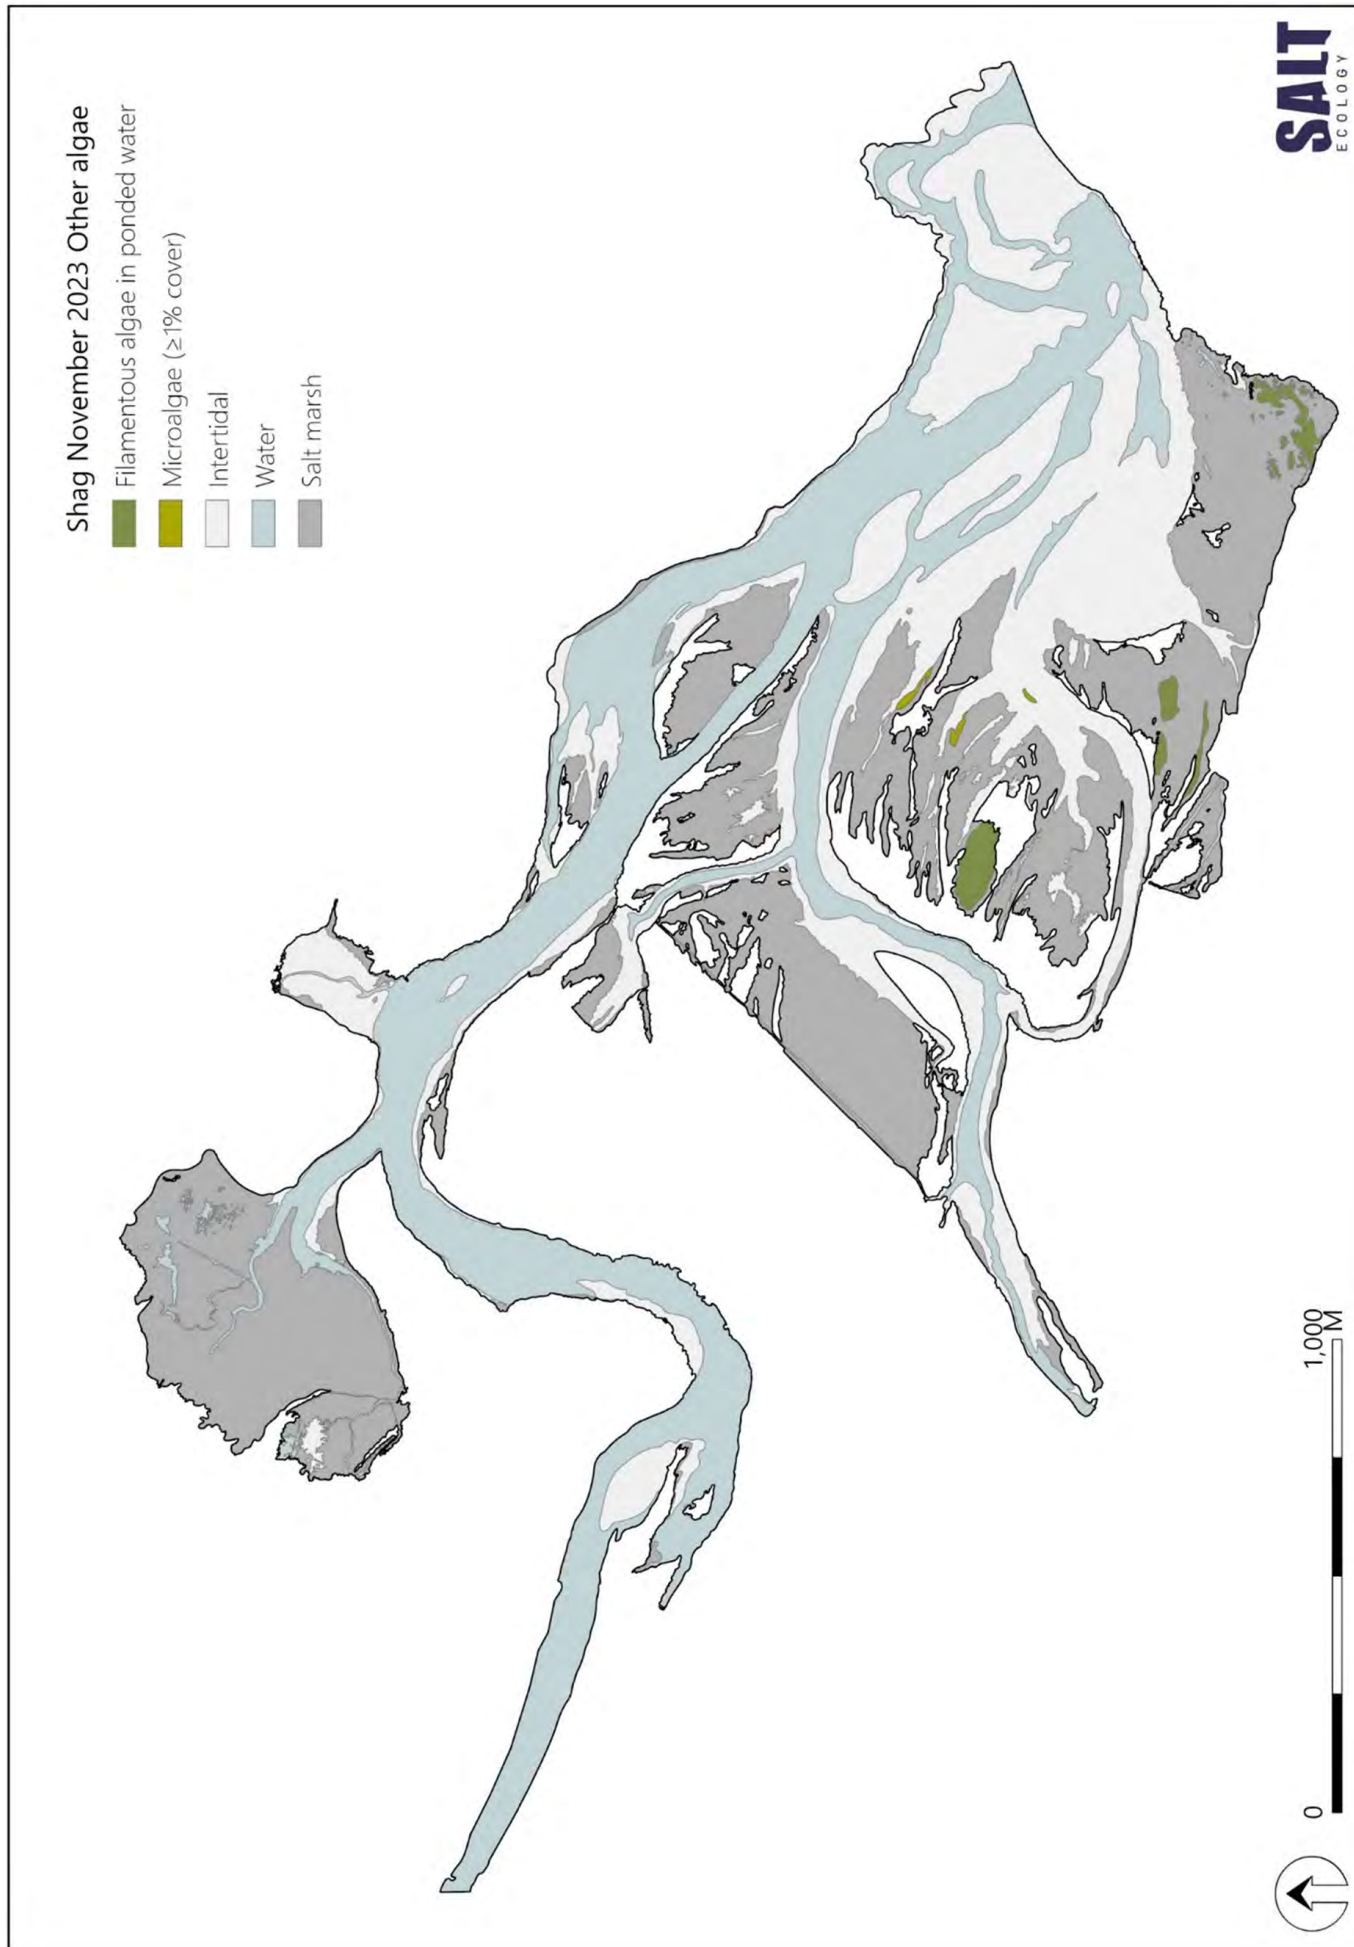 Shag November 2023 Other algae
Filamentous algae in ponded water
Microalgae (≥1% cover)
Intertidal
Water
Salt marsh
0
1,000
M
SALT
ECOLOGY